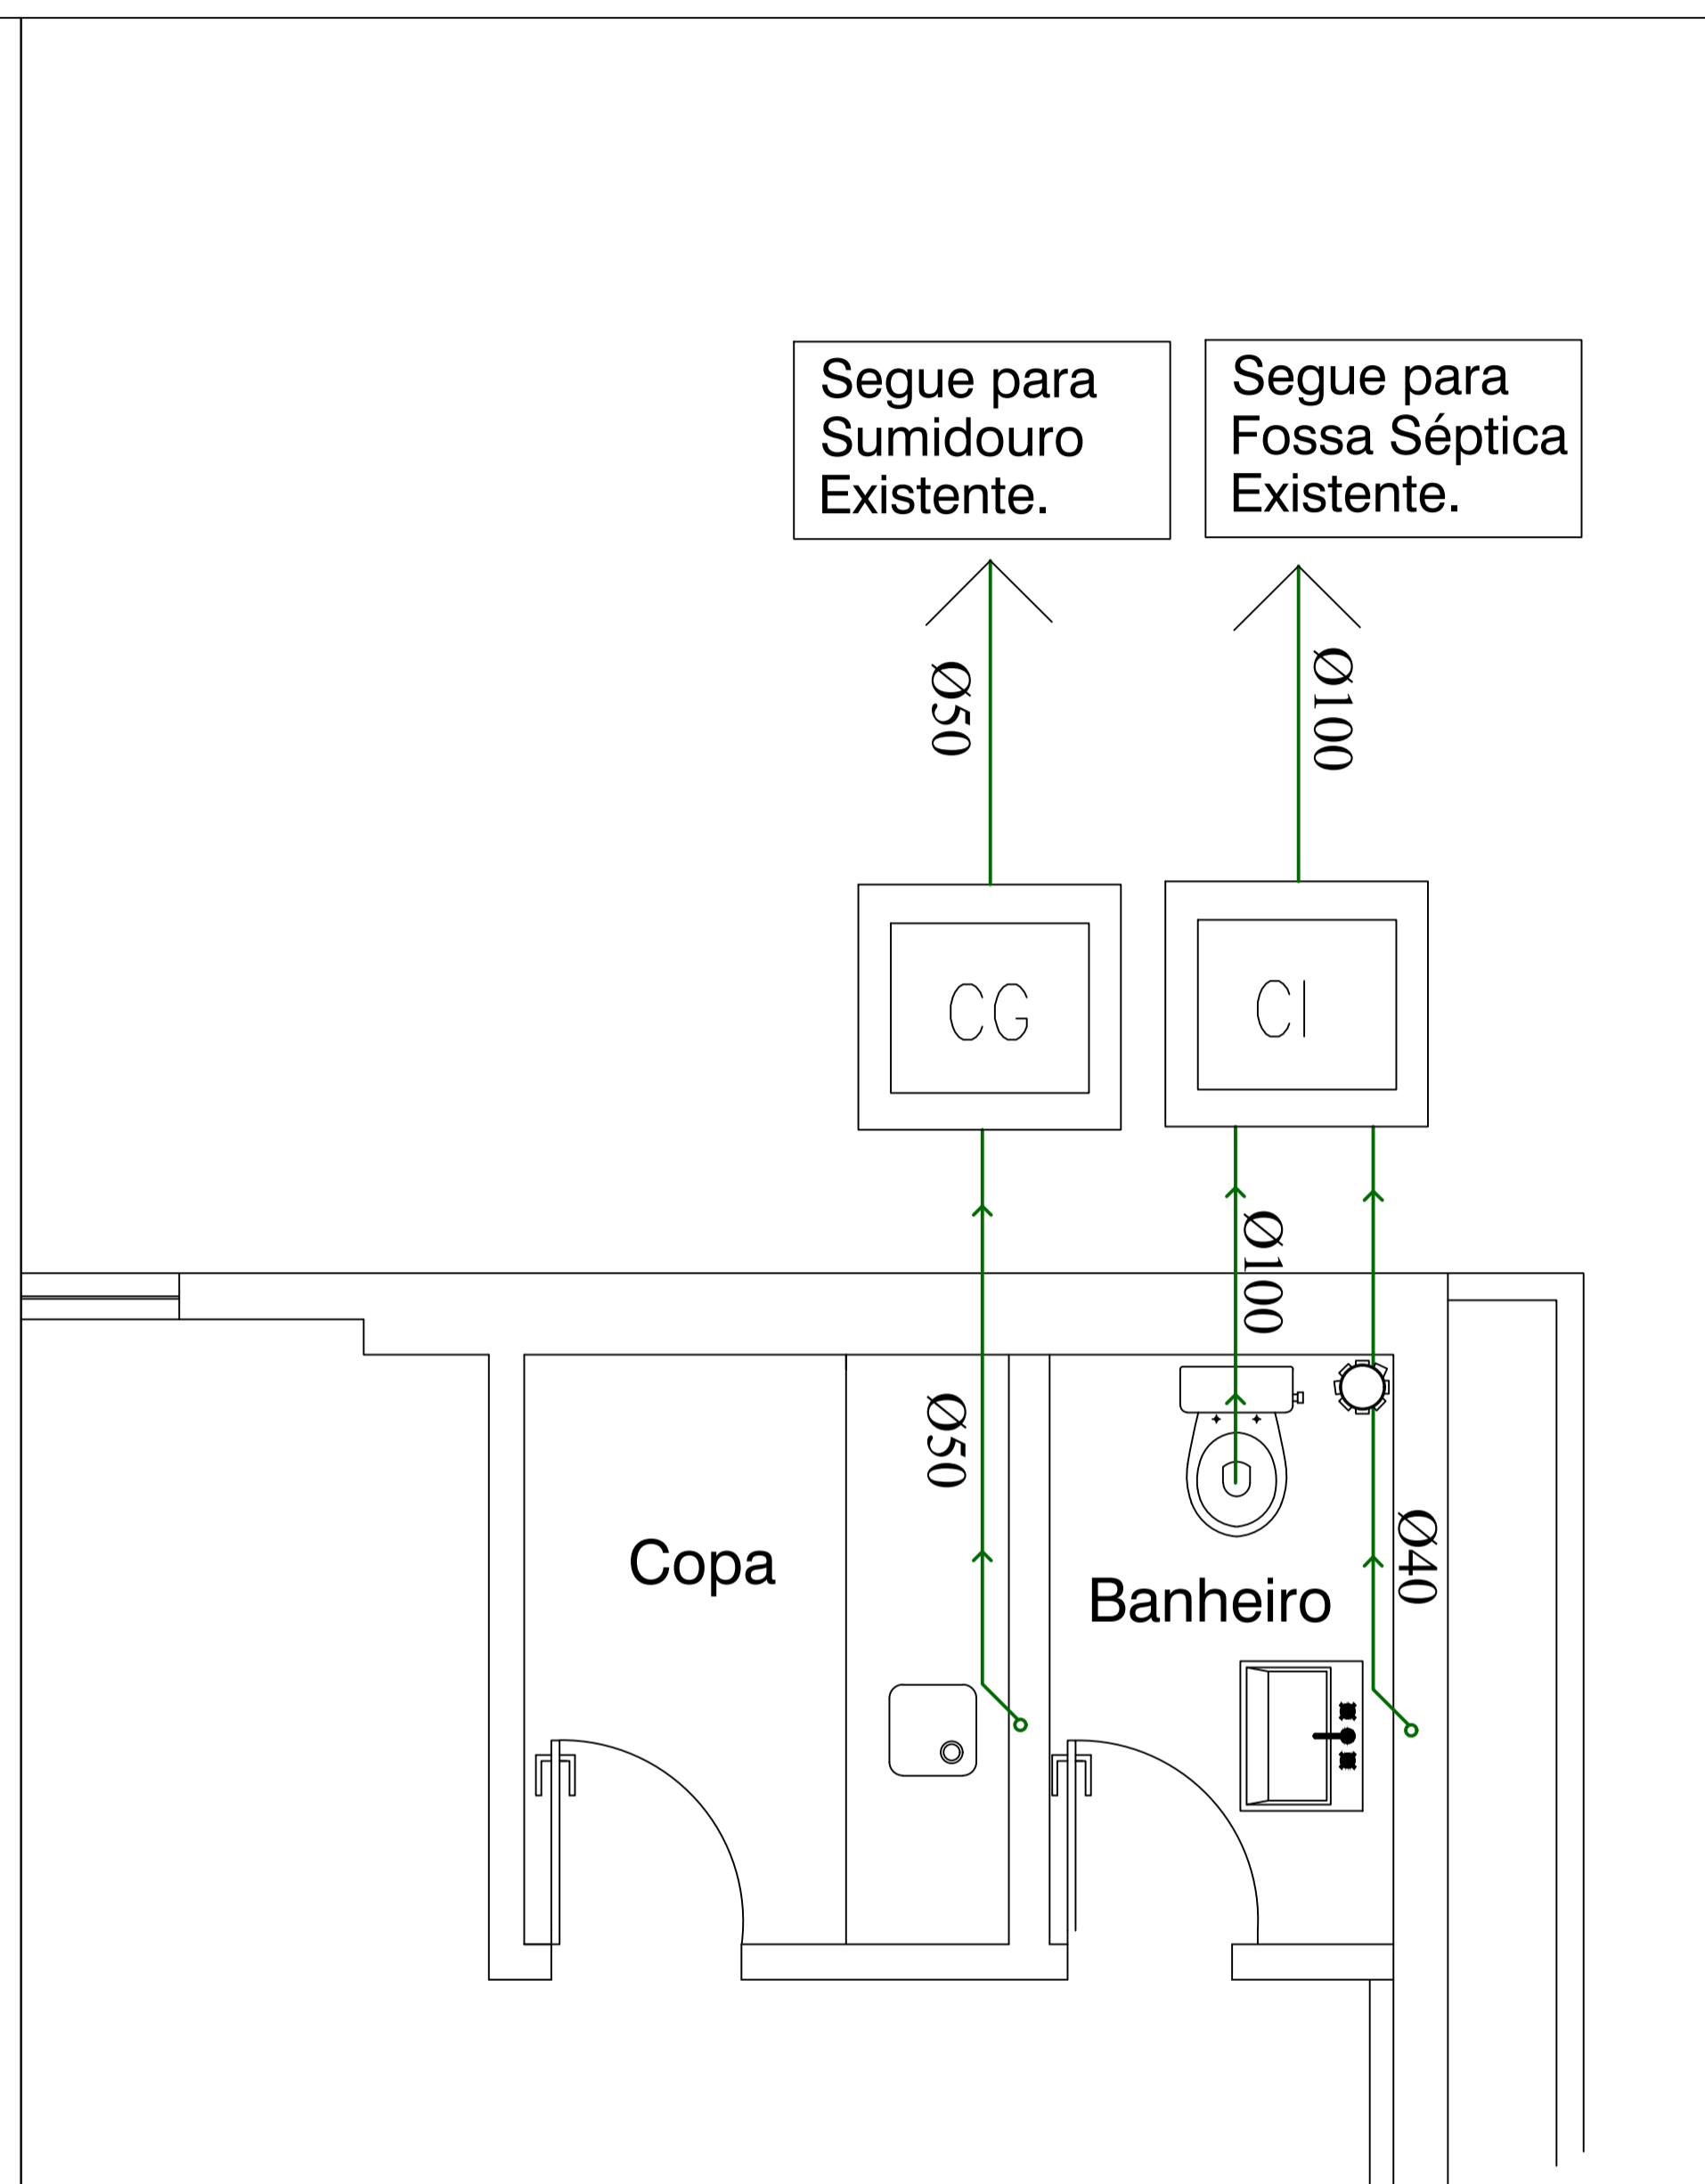 Segue para
Sumidouro
Existente.
Segue para
Fossa Séptica
Existente.
Ø50
Ø100
CG
CI
Ø100
Ø50
Ø40
Copa
Banheiro